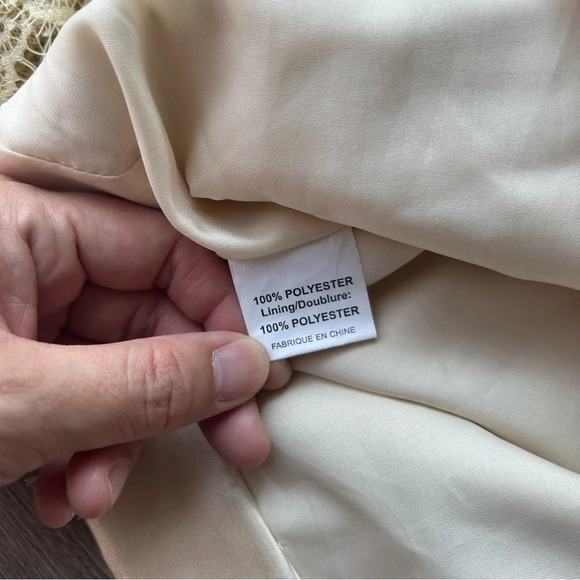 100% POLYESTER
Lining/Doublure:
100% POLYESTER
FABRIQUE EN CHINE